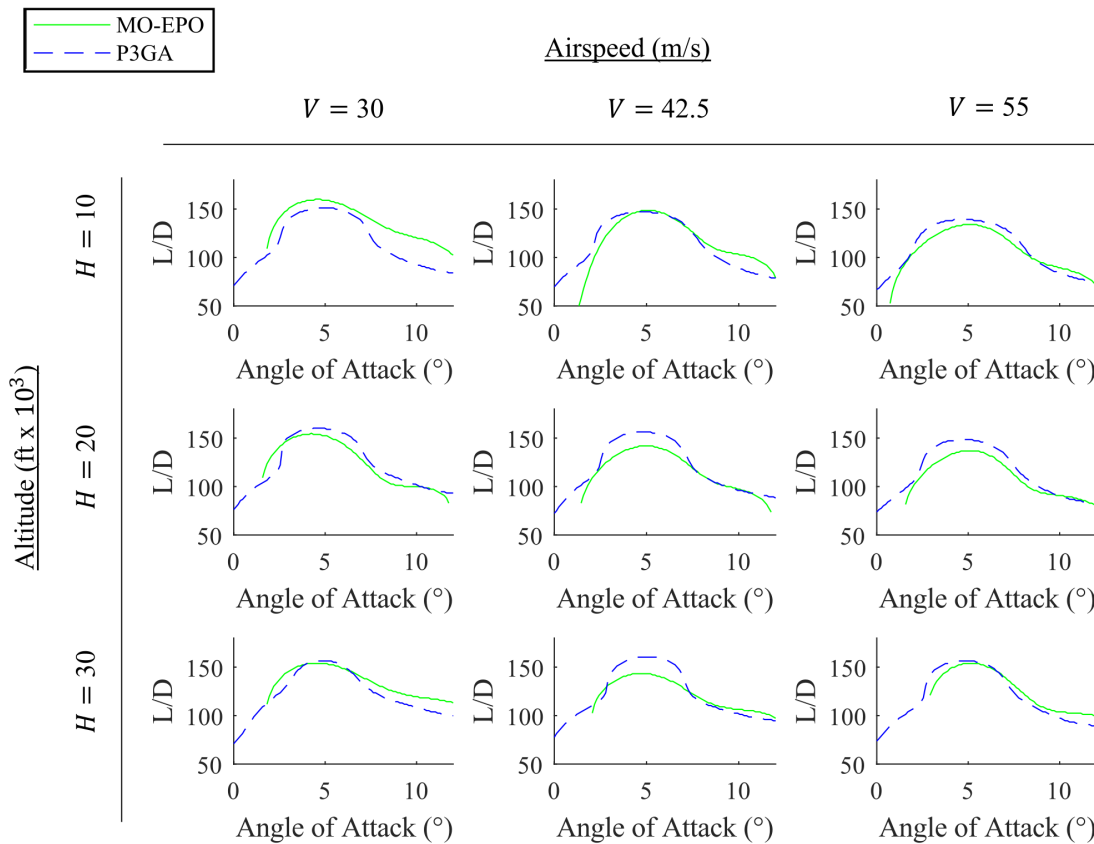 MO-EPO
P3GA
Airspeed (m/s)
V = 30
V = 42.5
V = 55
Altitude (ft x 10³)
H = 10
L/D
150
100
50
0
5
10
Angle of Attack (°)
L/D
150
100
50
0
5
10
Angle of Attack (°)
L/D
150
100
50
0
5
10
Angle of Attack (°)
H = 20
L/D
150
100
50
0
5
10
Angle of Attack (°)
L/D
150
100
50
0
5
10
Angle of Attack (°)
L/D
150
100
50
0
5
10
Angle of Attack (°)
H = 30
L/D
150
100
50
0
5
10
Angle of Attack (°)
L/D
150
100
50
0
5
10
Angle of Attack (°)
L/D
150
100
50
0
5
10
Angle of Attack (°)